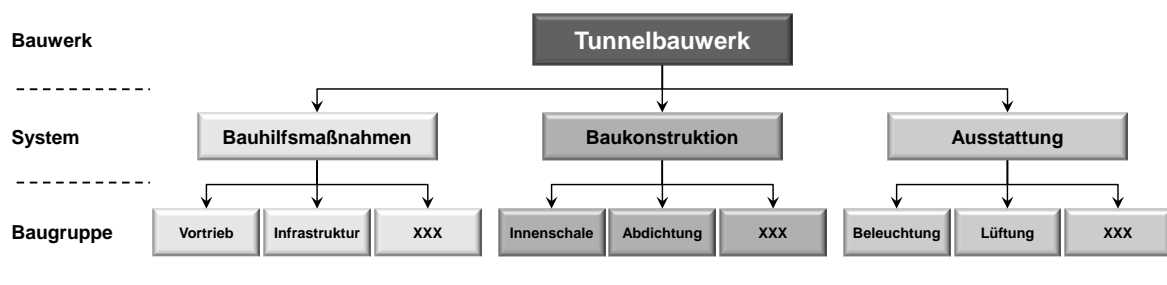 Bauwerk
Tunnelbauwerk
System
Bauhilfsmaßnahmen
Baukonstruktion
Ausstattung
Baugruppe
Vortrieb
Infrastruktur
XXX
Innenschale
Abdichtung
XXX
Beleuchtung
Lüftung
XXX